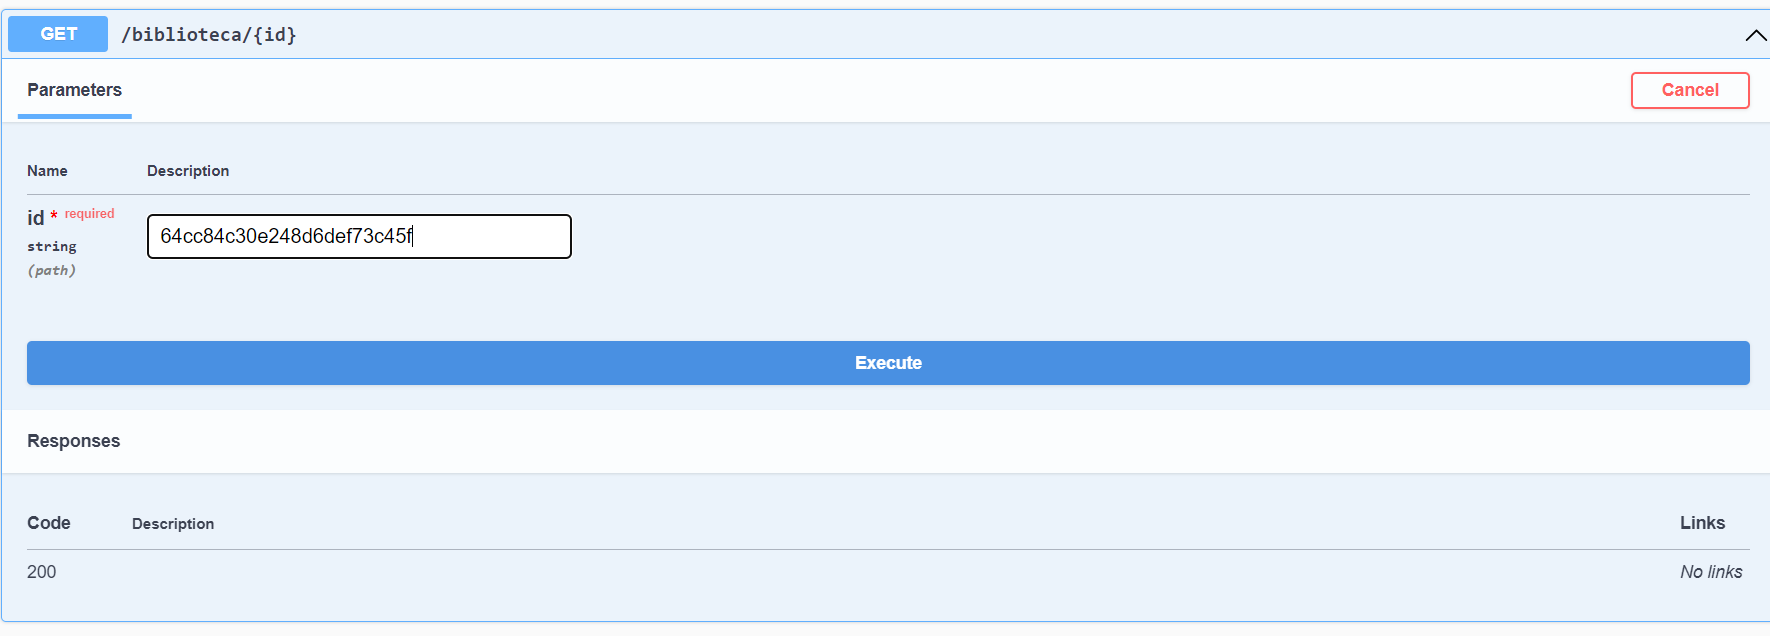 GET /biblioteca/{id}
Parameters
Cancel
Name Description
id * required
string
(path)
64cc84c30e248d6def73c45f
Execute
Responses
Code Description Links
200 No links